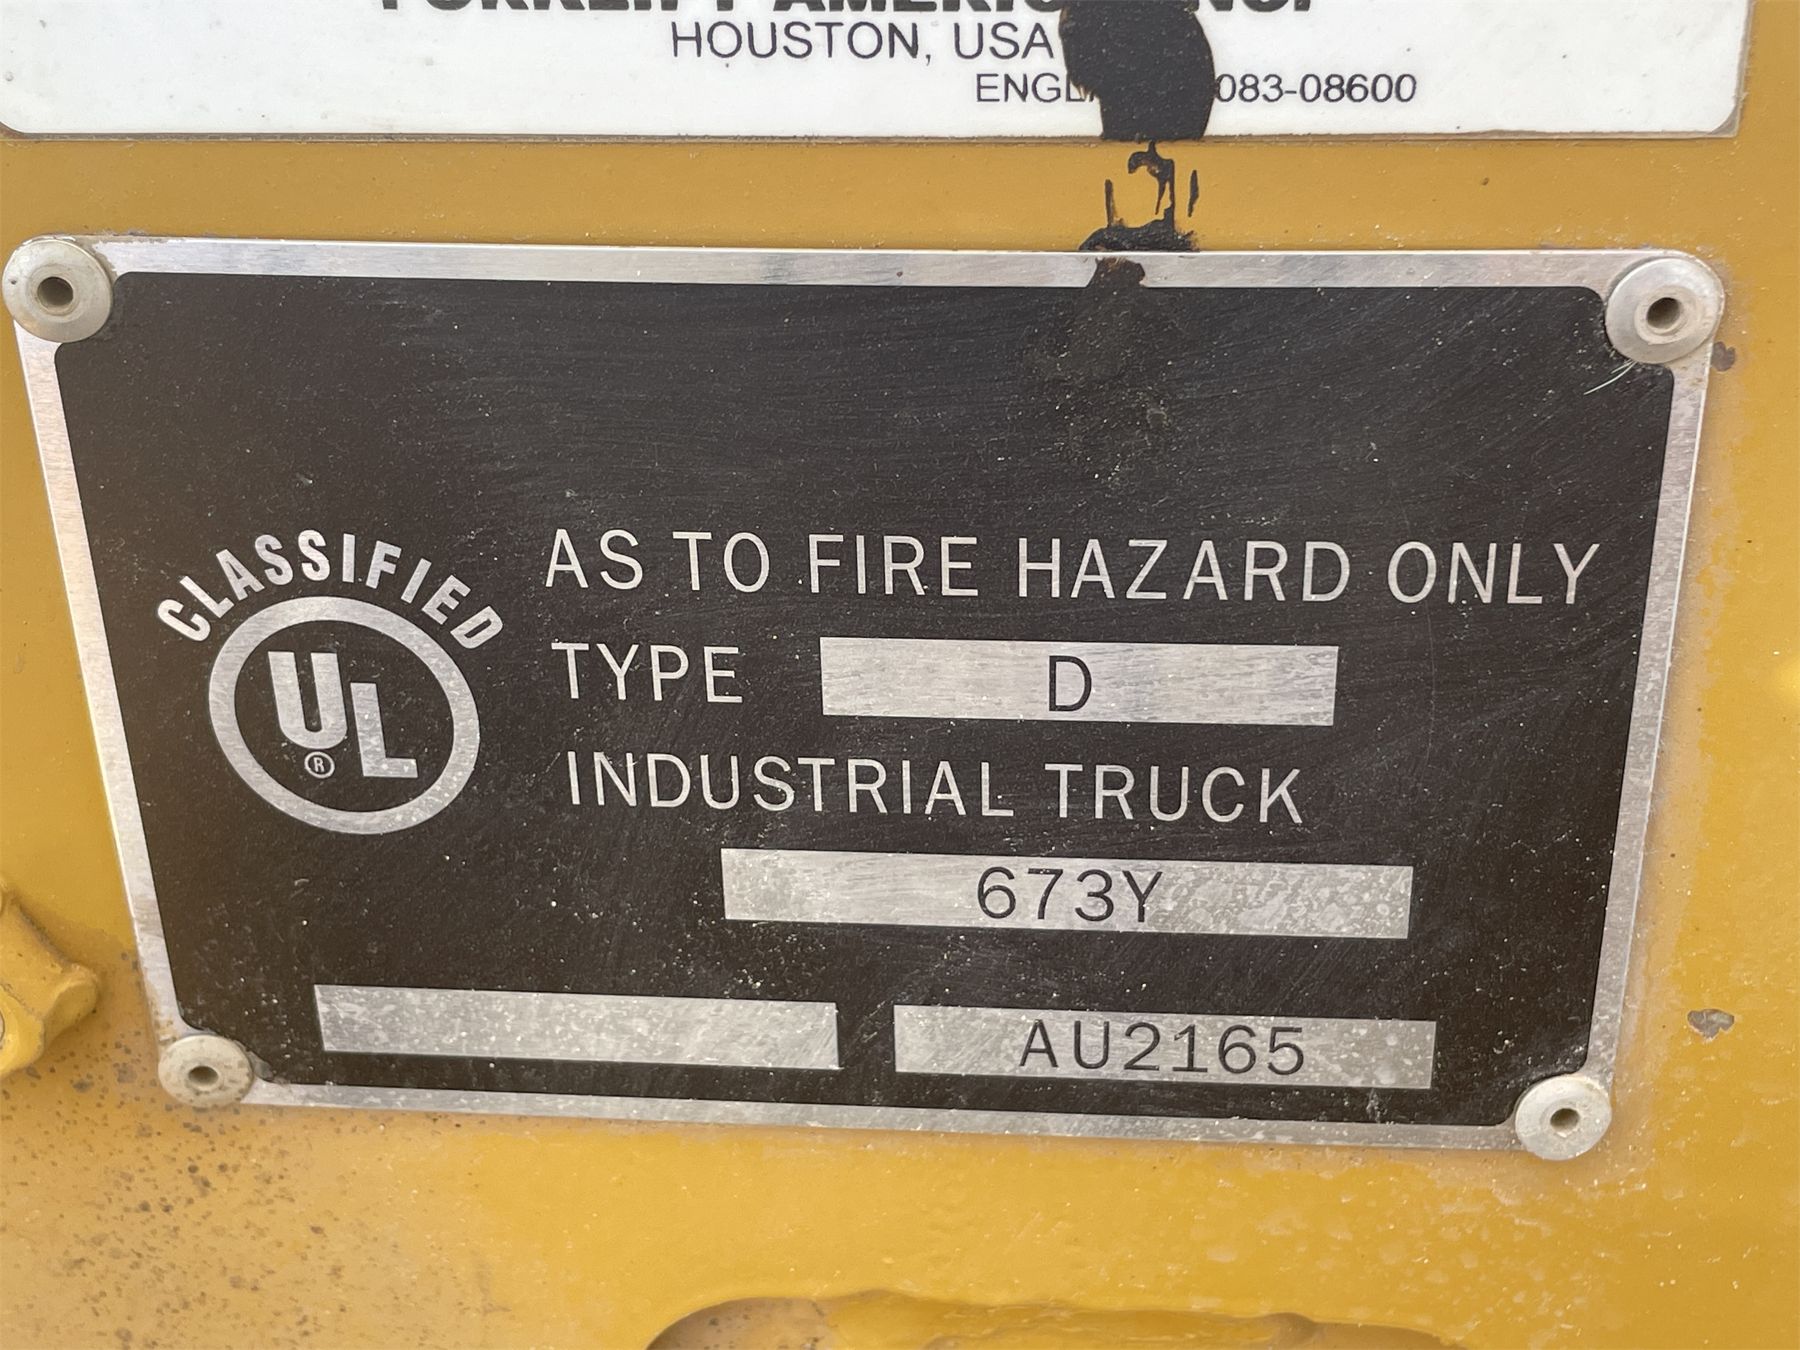 HOUSTON, USA
083-08600
CLASSIFIED
UL
®
AS TO FIRE HAZARD ONLY
TYPE D
INDUSTRIAL TRUCK
673Y
AU2165